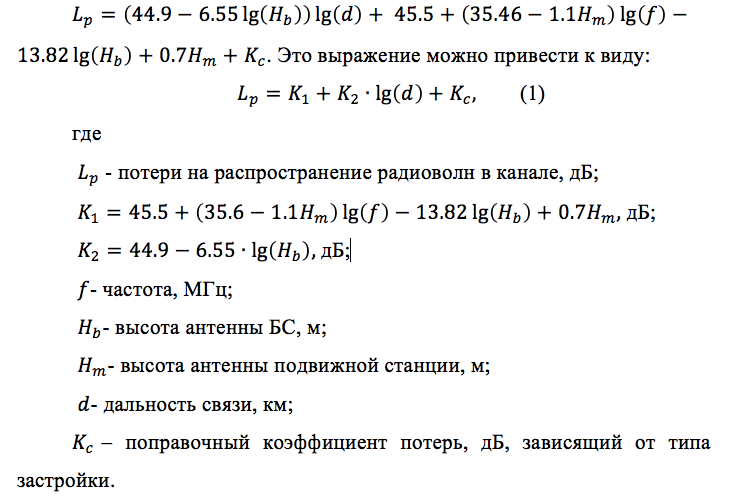 L_p = (44.9 − 6.55 lg(H_b)) lg(d) + 45.5 + (35.46 − 1.1H_m) lg(f) −
13.82 lg(H_b) + 0.7H_m + K_c. Это выражение можно привести к виду:
L_p = K_1 + K_2 · lg(d) + K_c, (1)
где
L_p - потери на распространение радиоволн в канале, дБ;
K_1 = 45.5 + (35.6 − 1.1H_m) lg(f) − 13.82 lg(H_b) + 0.7H_m, дБ;
K_2 = 44.9 − 6.55 · lg(H_b), дБ;
f- частота, МГц;
H_b- высота антенны БС, м;
H_m- высота антенны подвижной станции, м;
d- дальность связи, км;
K_c – поправочный коэффициент потерь, дБ, зависящий от типа
застройки.